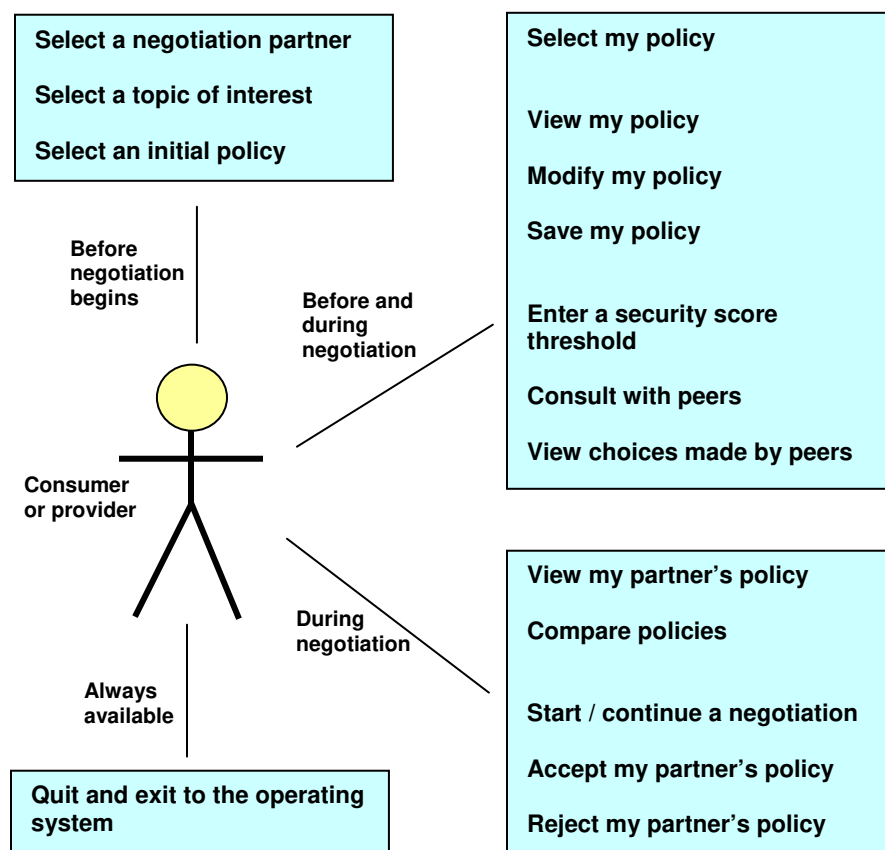 Select a negotiation partner
Select a topic of interest
Select an initial policy
Select my policy
View my policy
Modify my policy
Save my policy
Enter a security score
threshold
Consult with peers
View choices made by peers
Before
negotiation
begins
Before and
during
negotiation
Consumer
or provider
During
negotiation
Always
available
View my partner's policy
Compare policies
Start / continue a negotiation
Accept my partner's policy
Reject my partner's policy
Quit and exit to the operating
system